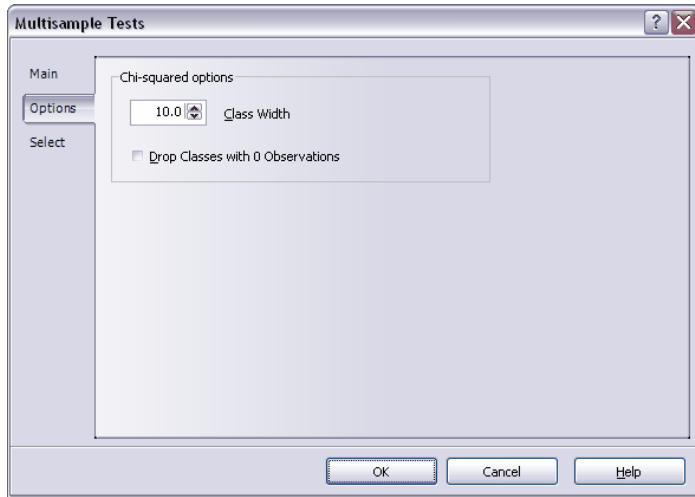 Multisample Tests
Main
Options
Select
Chi-squared options
10.0 Class Width
Drop Classes with 0 Observations
OK Cancel Help